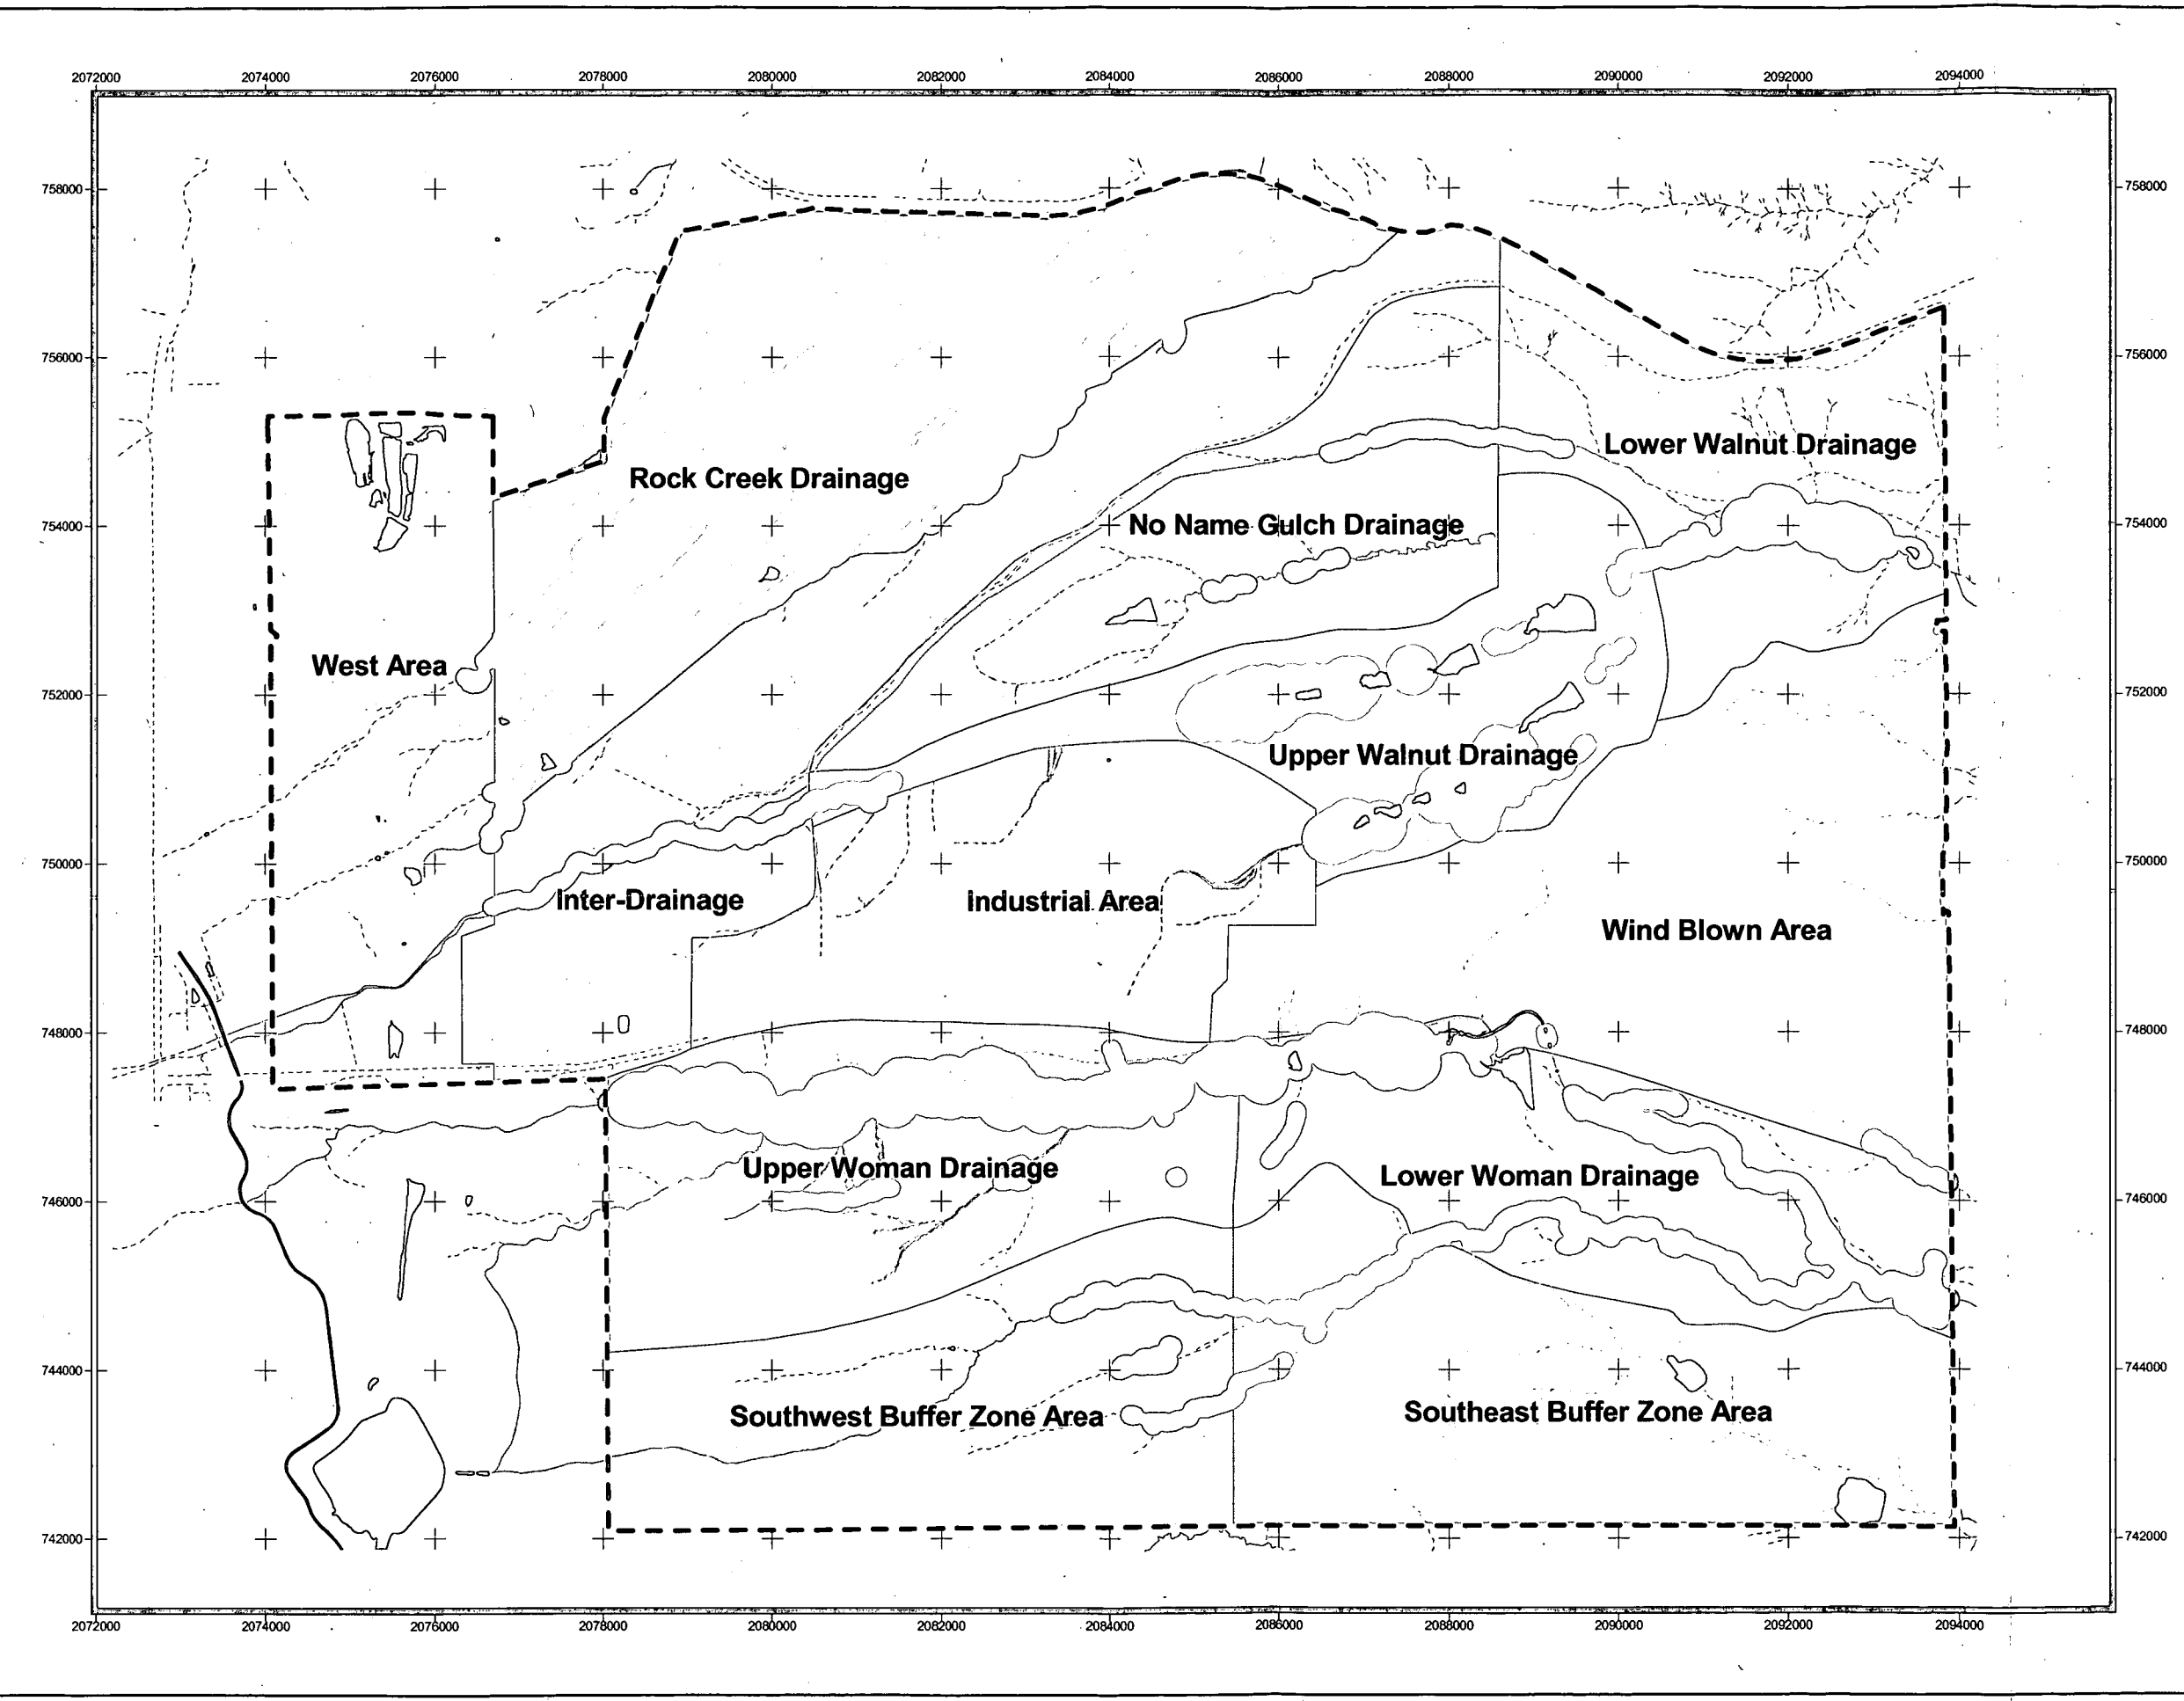 2072000 2074000 2076000 2078000 2080000 2082000 2084000 2086000 2088000 2090000 2092000 2094000
758000 758000
756000 756000
Lower Walnut Drainage
Rock Creek Drainage
754000 No Name Gulch Drainage 754000
West Area
752000 752000
Upper Walnut Drainage
750000 750000
Inter-Drainage Industrial Area
Wind Blown Area
748000 748000
Upper Woman Drainage Lower Woman Drainage
746000 746000
744000 744000
Southwest Buffer Zone Area Southeast Buffer Zone Area
742000 742000
2072000 2074000 2076000 2078000 2080000 2082000 2084000 2086000 2088000 2090000 2092000 2094000